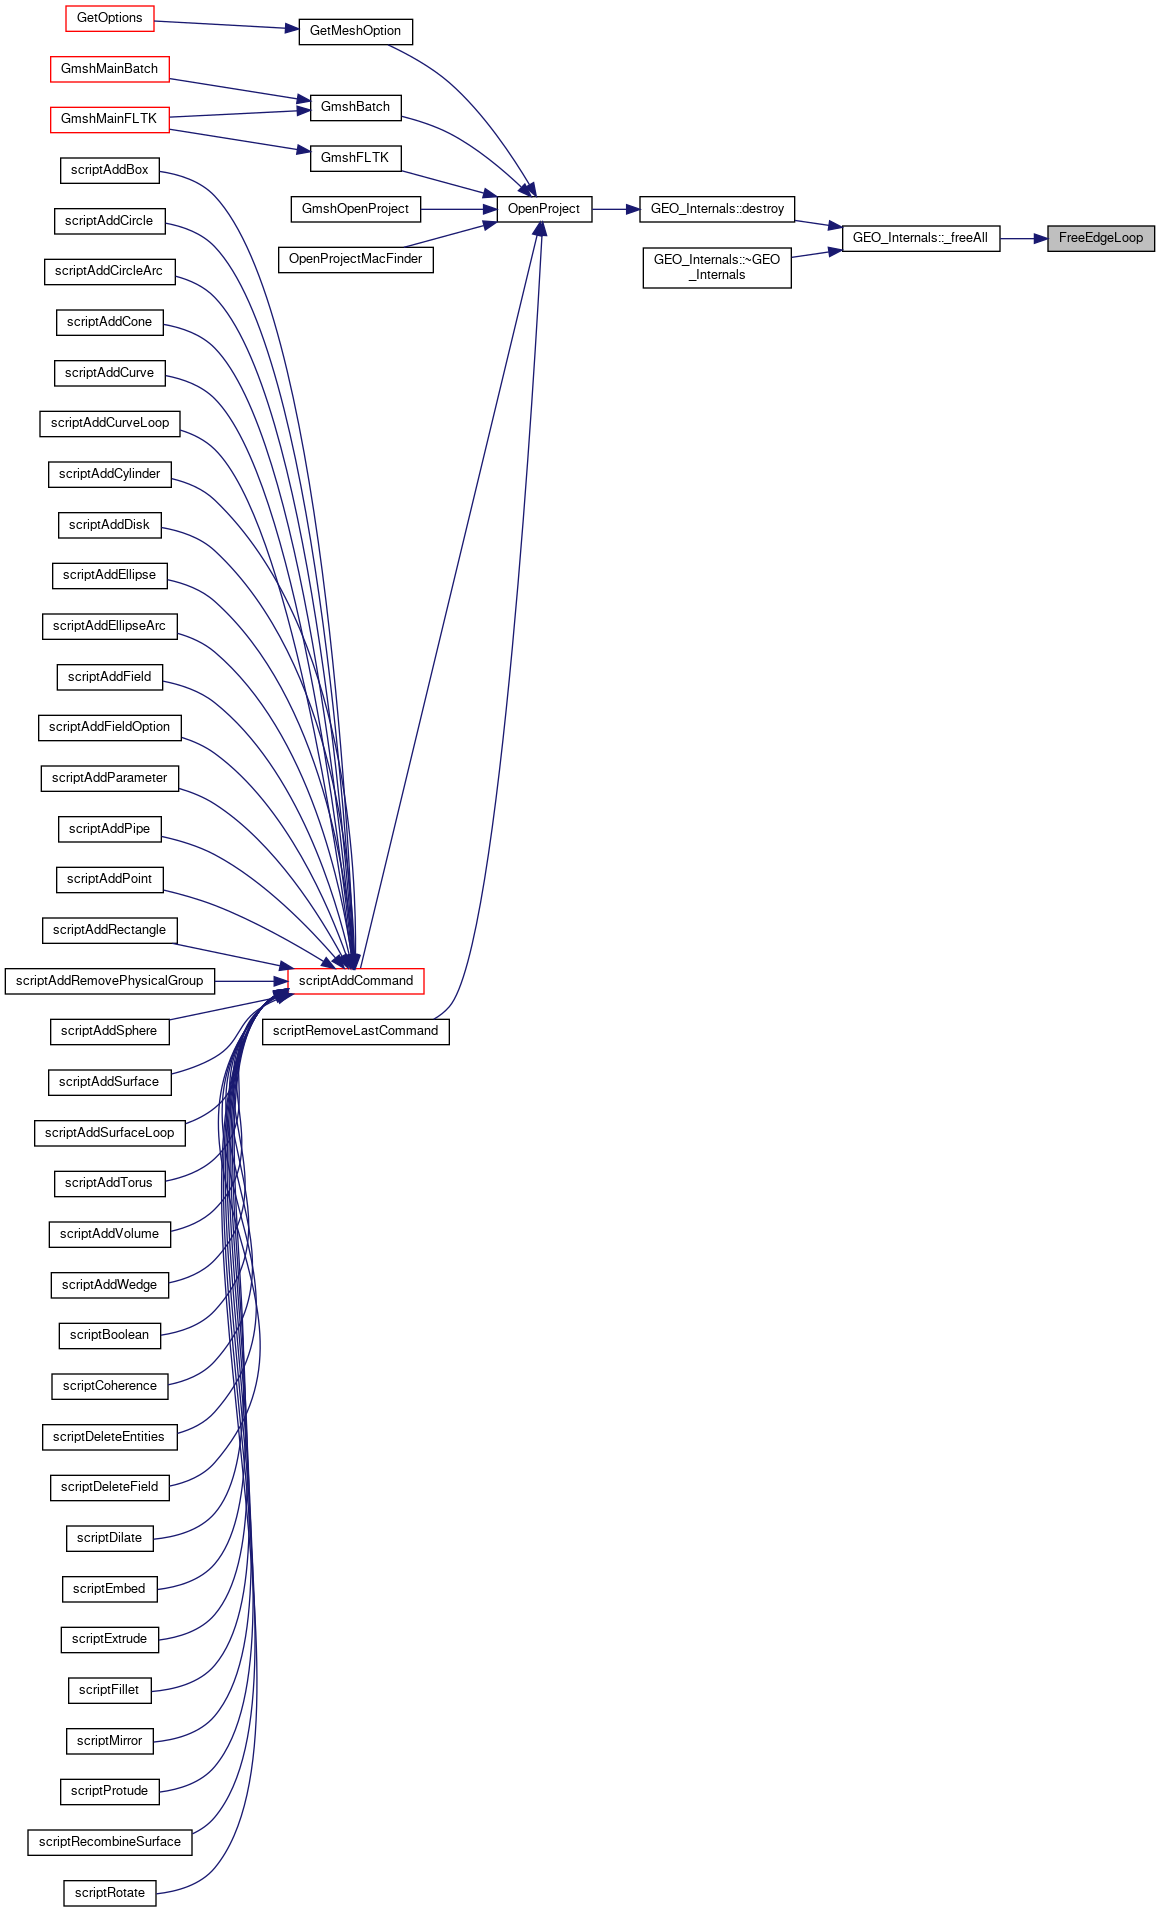 GetOptions
GetMeshOption
GmshMainBatch
GmshBatch
GmshMainFLTK
GmshFLTK
scriptAddBox
GmshOpenProject
OpenProject
GEO_Internals::destroy
scriptAddCircle
GEO_Internals::_freeAll
FreeEdgeLoop
OpenProjectMacFinder
GEO_Internals::~GEO
_Internals
scriptAddCircleArc
scriptAddCone
scriptAddCurve
scriptAddCurveLoop
scriptAddCylinder
scriptAddDisk
scriptAddEllipse
scriptAddEllipseArc
scriptAddField
scriptAddFieldOption
scriptAddParameter
scriptAddPipe
scriptAddPoint
scriptAddRectangle
scriptAddRemovePhysicalGroup
scriptAddCommand
scriptAddSphere
scriptRemoveLastCommand
scriptAddSurface
scriptAddSurfaceLoop
scriptAddTorus
scriptAddVolume
scriptAddWedge
scriptBoolean
scriptCoherence
scriptDeleteEntities
scriptDeleteField
scriptDilate
scriptEmbed
scriptExtrude
scriptFillet
scriptMirror
scriptProtude
scriptRecombineSurface
scriptRotate